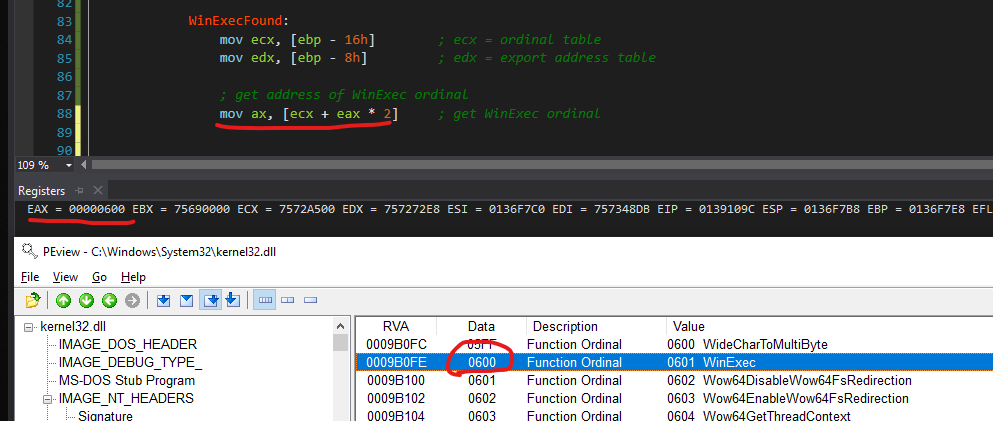 82
83 WinExecFound:
84 mov ecx, [ebp - 16h] ; ecx = ordinal table
85 mov edx, [ebp - 8h] ; edx = export address table
86
87 ; get address of WinExec ordinal
88 mov ax, [ecx + eax * 2] ; get WinExec ordinal
89
90
109 %
Registers
EAX = 00000600 EBX = 75690000 ECX = 7572A500 EDX = 757272E8 ESI = 0136F7C0 EDI = 757348DB EIP = 0139109C ESP = 0136F7B8 EBP = 0136F7E8 EFL
PEview - C:\Windows\System32\kernel32.dll
File View Go Help
kernel32.dll
IMAGE_DOS_HEADER
IMAGE_DEBUG_TYPE_
MS-DOS Stub Program
IMAGE_NT_HEADERS
Signature
RVA Data Description Value
0009B0FC 05FF Function Ordinal 0600 WideCharToMultiByte
0009B0FE 0600 Function Ordinal 0601 WinExec
0009B100 0601 Function Ordinal 0602 Wow64DisableWow64FsRedirection
0009B102 0602 Function Ordinal 0603 Wow64EnableWow64FsRedirection
0009B104 0603 Function Ordinal 0604 Wow64GetThreadContext